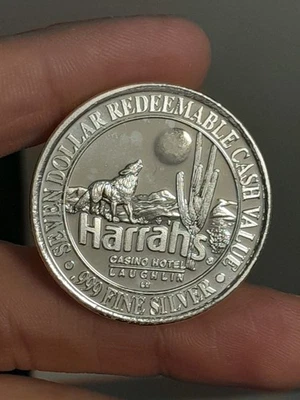 SEVEN DOLLAR REDEEMABLE CASH VALUE
Harrah's
CASINO HOTEL
LAUGHLIN
.999 FINE SILVER